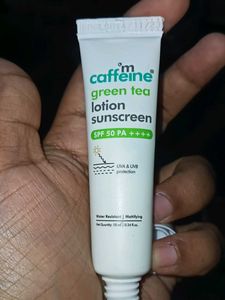 'm
caffeine
green tea
lotion
sunscreen
SPF 50 PA ++++
UVA & UVB
protection
Water Resistant | Mattifying